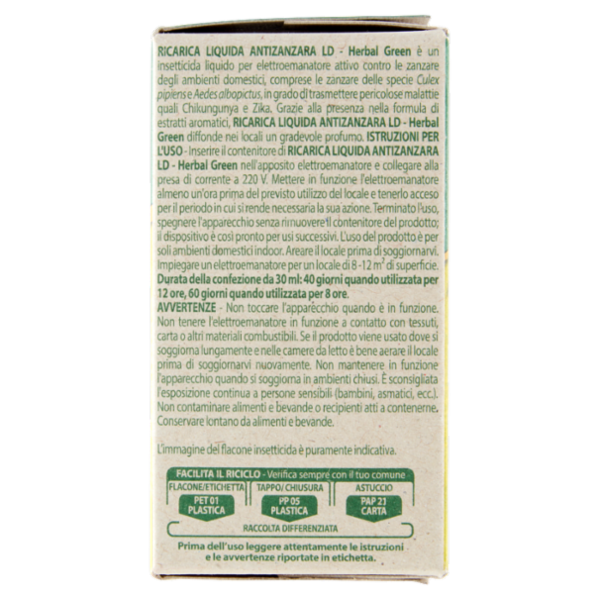 RICARICA LIQUIDA ANTIZANZARA LD - Herbal Green è un
insetticida liquido per elettroemanatore attivo contro le zanzare
degli ambienti domestici, comprese le zanzare delle specie Culex
pipiens e Aedes albopictus, in grado di trasmettere pericolose malattie
quali Chikungunya e Zika. Grazie alla presenza nella formula di
estratti aromatici, RICARICA LIQUIDA ANTIZANZARA LD - Herbal
Green diffonde nei locali un gradevole profumo. ISTRUZIONI PER
L'USO - Inserire il contenitore di RICARICA LIQUIDA ANTIZANZARA
LD - Herbal Green nell'apposito elettroemanatore e collegare alla
presa di corrente a 220 V. Mettere in funzione l'elettroemanatore
almeno un'ora prima del previsto utilizzo del locale e tenerlo acceso
per il periodo in cui si rende necessaria la sua azione. Terminato l'uso,
spegnere l'apparecchio senza rimuovere il contenitore del prodotto;
il dispositivo è così pronto per usi successivi. L'uso del prodotto è per
soli ambienti domestici indoor. Areare il locale prima di soggiornarvi.
Impiegare un elettroemanatore per un locale di 8-12 m² di superficie.
Durata della confezione da 30 ml: 40 giorni quando utilizzata per
12 ore, 60 giorni quando utilizzata per 8 ore.
AVVERTENZE - Non toccare l'apparecchio quando è in funzione.
Non tenere l'elettroemanatore in funzione a contatto con tessuti,
carta o altri materiali combustibili. Se il prodotto viene usato dove si
soggiorna lungamente e nelle camere da letto è bene aerare il locale
prima di soggiornarvi nuovamente. Non mantenere in funzione
l'apparecchio quando si soggiorna in ambienti chiusi. È sconsigliata
l'esposizione continua a persone sensibili (bambini, asmatici, ecc.).
Non contaminare alimenti e bevande o recipienti atti a contenerne.
Conservare lontano da alimenti e bevande.
L'immagine del flacone insetticida è puramente indicativa.
FACILITA IL RICICLO - Verifica sempre con il tuo comune
FLACONE/ETICHETTA TAPPO/CHIUSURA ASTUCCIO
PET 01 PP 05 PAP 21
PLASTICA PLASTICA CARTA
RACCOLTA DIFFERENZIATA
Prima dell'uso leggere attentamente le istruzioni
e le avvertenze riportate in etichetta.